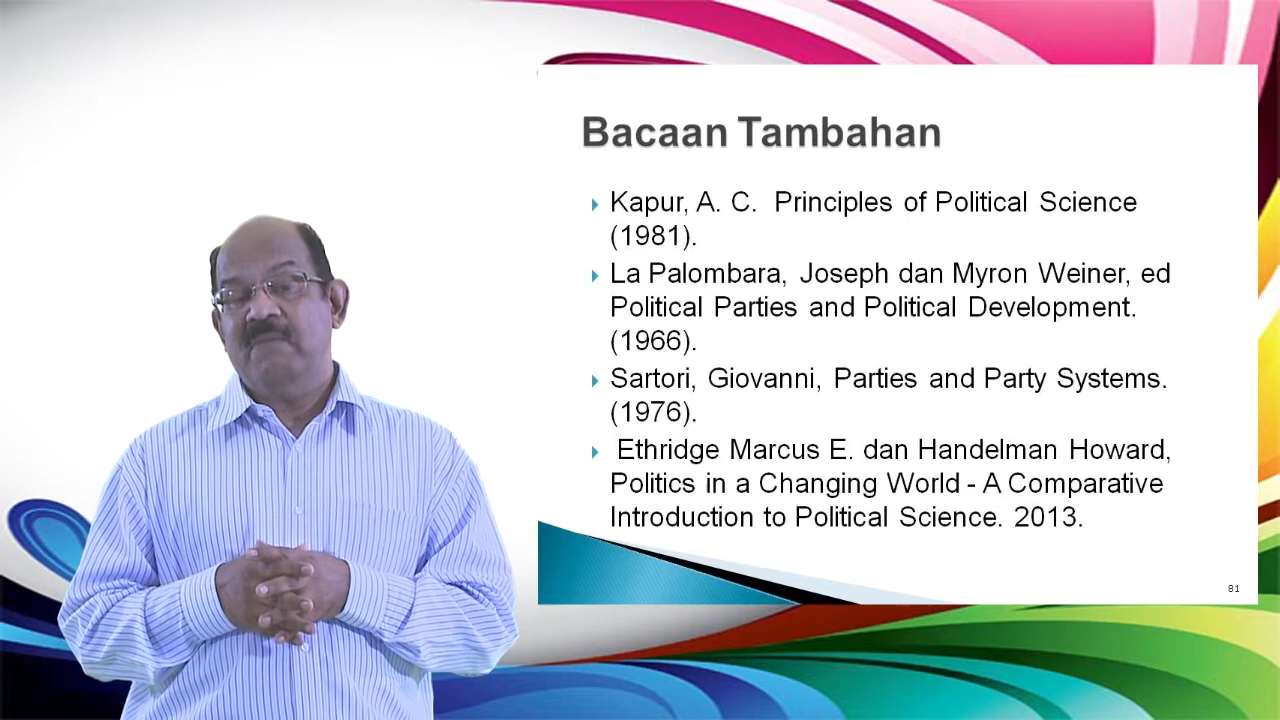 Bacaan Tambahan
Kapur, A. C. Principles of Political Science
(1981).
La Palombara, Joseph dan Myron Weiner, ed
Political Parties and Political Development.
(1966).
Sartori, Giovanni, Parties and Party Systems.
(1976).
Ethridge Marcus E. dan Handelman Howard,
Politics in a Changing World - A Comparative
Introduction to Political Science. 2013.
81